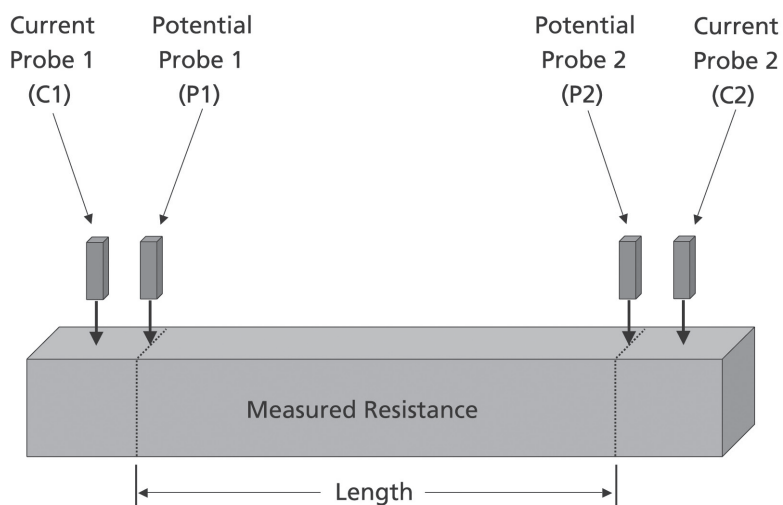 Current
Probe 1
(C1)
Potential
Probe 1
(P1)
Potential
Probe 2
(P2)
Current
Probe 2
(C2)
Measured Resistance
Length